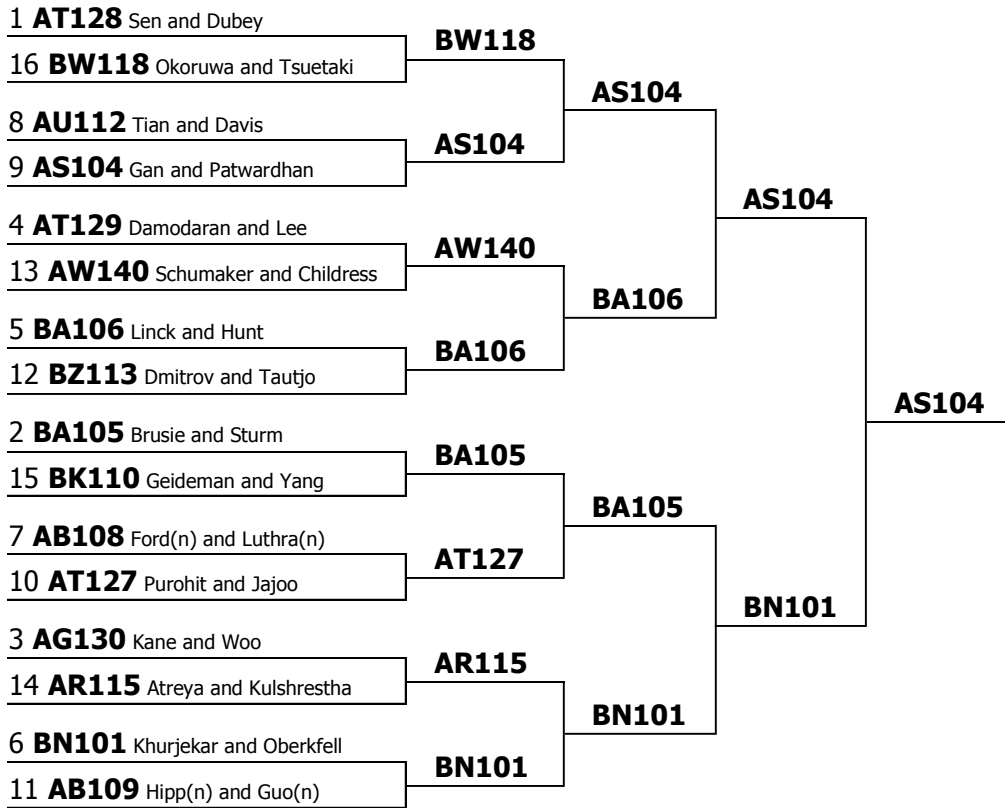 1 AT128 Sen and Dubey
16 BW118 Okoruwa and Tsuetaki
8 AU112 Tian and Davis
9 AS104 Gan and Patwardhan
4 AT129 Damodaran and Lee
13 AW140 Schumaker and Childress
5 BA106 Linck and Hunt
12 BZ113 Dmitrov and Tautjo
2 BA105 Brusie and Sturm
15 BK110 Geideman and Yang
7 AB108 Ford(n) and Luthra(n)
10 AT127 Purohit and Jajoo
3 AG130 Kane and Woo
14 AR115 Atreya and Kulshrestha
6 BN101 Khurjekar and Oberkfell
11 AB109 Hipp(n) and Guo(n)
BW118
AS104
AW140
BA106
BA105
AT127
AR115
BN101
AS104
BA106
BA105
BN101
AS104
BN101
AS104